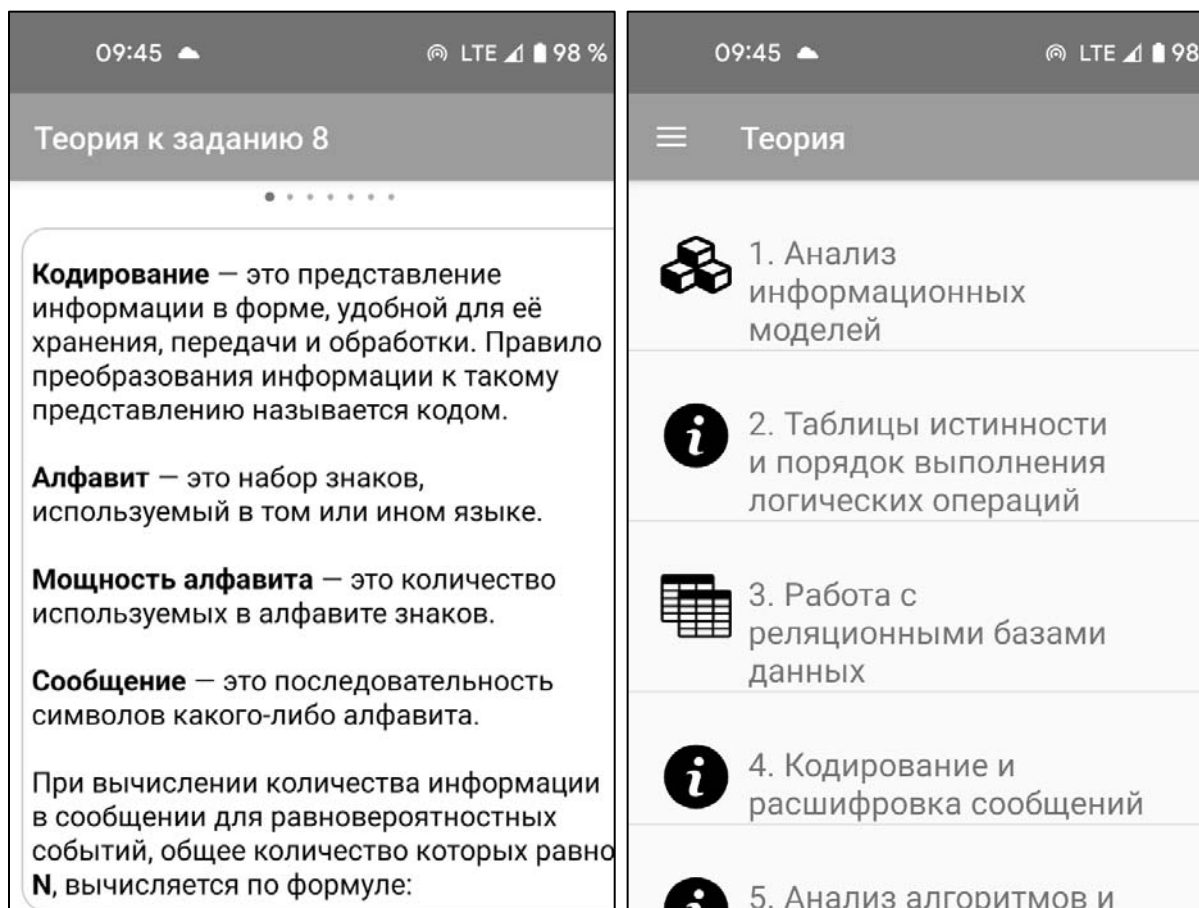 09:45 LTE 98 %
Теория к заданию 8
Кодирование — это представление
информации в форме, удобной для её
хранения, передачи и обработки. Правило
преобразования информации к такому
представлению называется кодом.
Алфавит — это набор знаков,
используемый в том или ином языке.
Мощность алфавита — это количество
используемых в алфавите знаков.
Сообщение — это последовательность
символов какого-либо алфавита.
При вычислении количества информации
в сообщении для равновероятностных
событий, общее количество которых равно
N, вычисляется по формуле:
09:45 LTE 98
Теория
1. Анализ
информационных
моделей
2. Таблицы истинности
и порядок выполнения
логических операций
3. Работа с
реляционными базами
данных
4. Кодирование и
расшифровка сообщений
5. Анализ алгоритмов и